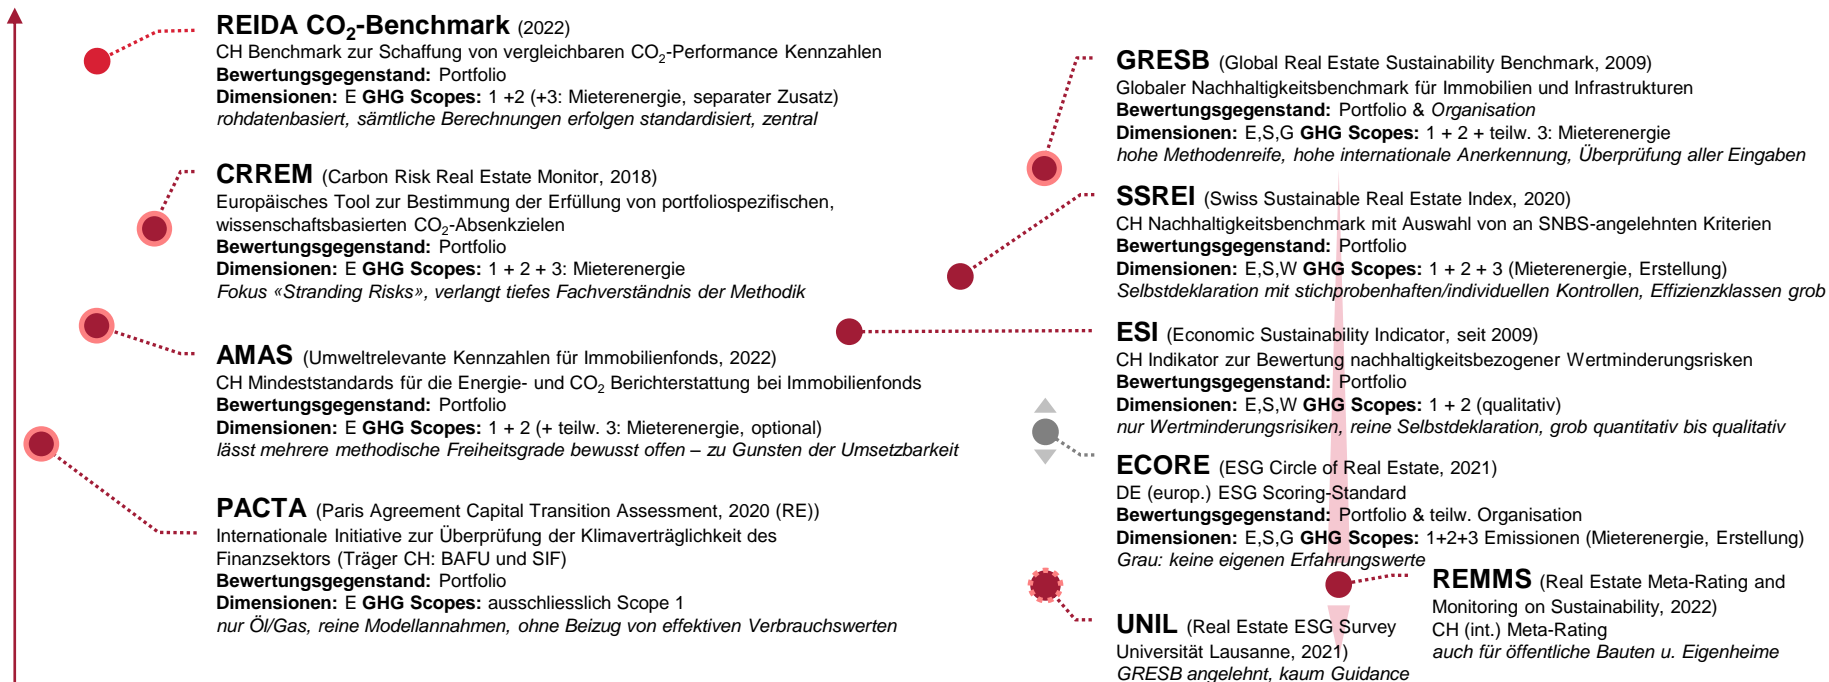 REIDA CO₂-Benchmark (2022)
CH Benchmark zur Schaffung von vergleichbaren CO₂-Performance Kennzahlen
Bewertungsgegenstand: Portfolio
Dimensionen: E GHG Scopes: 1 +2 (+3: Mieterenergie, separater Zusatz)
rohdatenbasiert, sämtliche Berechnungen erfolgen standardisiert, zentral
CRREM (Carbon Risk Real Estate Monitor, 2018)
Europäisches Tool zur Bestimmung der Erfüllung von portfoliospezifischen,
wissenschaftsbasierten CO₂-Absenkzielen
Bewertungsgegenstand: Portfolio
Dimensionen: E GHG Scopes: 1 + 2 + 3: Mieterenergie
Fokus «Stranding Risks», verlangt tiefes Fachverständnis der Methodik
AMAS (Umweltrelevante Kennzahlen für Immobilienfonds, 2022)
CH Mindeststandards für die Energie- und CO₂ Berichterstattung bei Immobilienfonds
Bewertungsgegenstand: Portfolio
Dimensionen: E GHG Scopes: 1 + 2 (+ teilw. 3: Mieterenergie, optional)
lässt mehrere methodische Freiheitsgrade bewusst offen – zu Gunsten der Umsetzbarkeit
PACTA (Paris Agreement Capital Transition Assessment, 2020 (RE))
Internationale Initiative zur Überprüfung der Klimaverträglichkeit des
Finanzsektors (Träger CH: BAFU und SIF)
Bewertungsgegenstand: Portfolio
Dimensionen: E GHG Scopes: ausschliesslich Scope 1
nur Öl/Gas, reine Modellannahmen, ohne Beizug von effektiven Verbrauchswerten
GRESB (Global Real Estate Sustainability Benchmark, 2009)
Globaler Nachhaltigkeitsbenchmark für Immobilien und Infrastrukturen
Bewertungsgegenstand: Portfolio & Organisation
Dimensionen: E,S,G GHG Scopes: 1 + 2 + teilw. 3: Mieterenergie
hohe Methodenreife, hohe internationale Anerkennung, Überprüfung aller Eingaben
SSREI (Swiss Sustainable Real Estate Index, 2020)
CH Nachhaltigkeitsbenchmark mit Auswahl von an SNBS-angelehnten Kriterien
Bewertungsgegenstand: Portfolio
Dimensionen: E,S,W GHG Scopes: 1 + 2 + 3 (Mieterenergie, Erstellung)
Selbstdeklaration mit stichprobenhaften/individuellen Kontrollen, Effizienzklassen grob
ESI (Economic Sustainability Indicator, seit 2009)
CH Indikator zur Bewertung nachhaltigkeitsbezogener Wertminderungsrisiken
Bewertungsgegenstand: Portfolio
Dimensionen: E,S,W GHG Scopes: 1 + 2 (qualitativ)
nur Wertminderungsrisiken, reine Selbstdeklaration, grob quantitativ bis qualitativ
ECORE (ESG Circle of Real Estate, 2021)
DE (europ.) ESG Scoring-Standard
Bewertungsgegenstand: Portfolio & teilw. Organisation
Dimensionen: E,S,G GHG Scopes: 1+2+3 Emissionen (Mieterenergie, Erstellung)
Grau: keine eigenen Erfahrungswerte
UNIL (Real Estate ESG Survey
Universität Lausanne, 2021)
GRESB angelehnt, kaum Guidance
REMMS (Real Estate Meta-Rating and
Monitoring on Sustainability, 2022)
CH (int.) Meta-Rating
auch für öffentliche Bauten u. Eigenheime